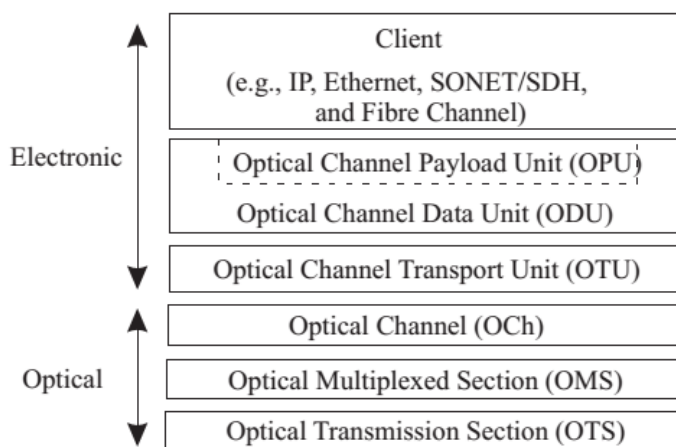 Client
(e.g., IP, Ethernet, SONET/SDH,
and Fibre Channel)
Electronic
Optical Channel Payload Unit (OPU)
Optical Channel Data Unit (ODU)
Optical Channel Transport Unit (OTU)
Optical Channel (OCh)
Optical
Optical Multiplexed Section (OMS)
Optical Transmission Section (OTS)